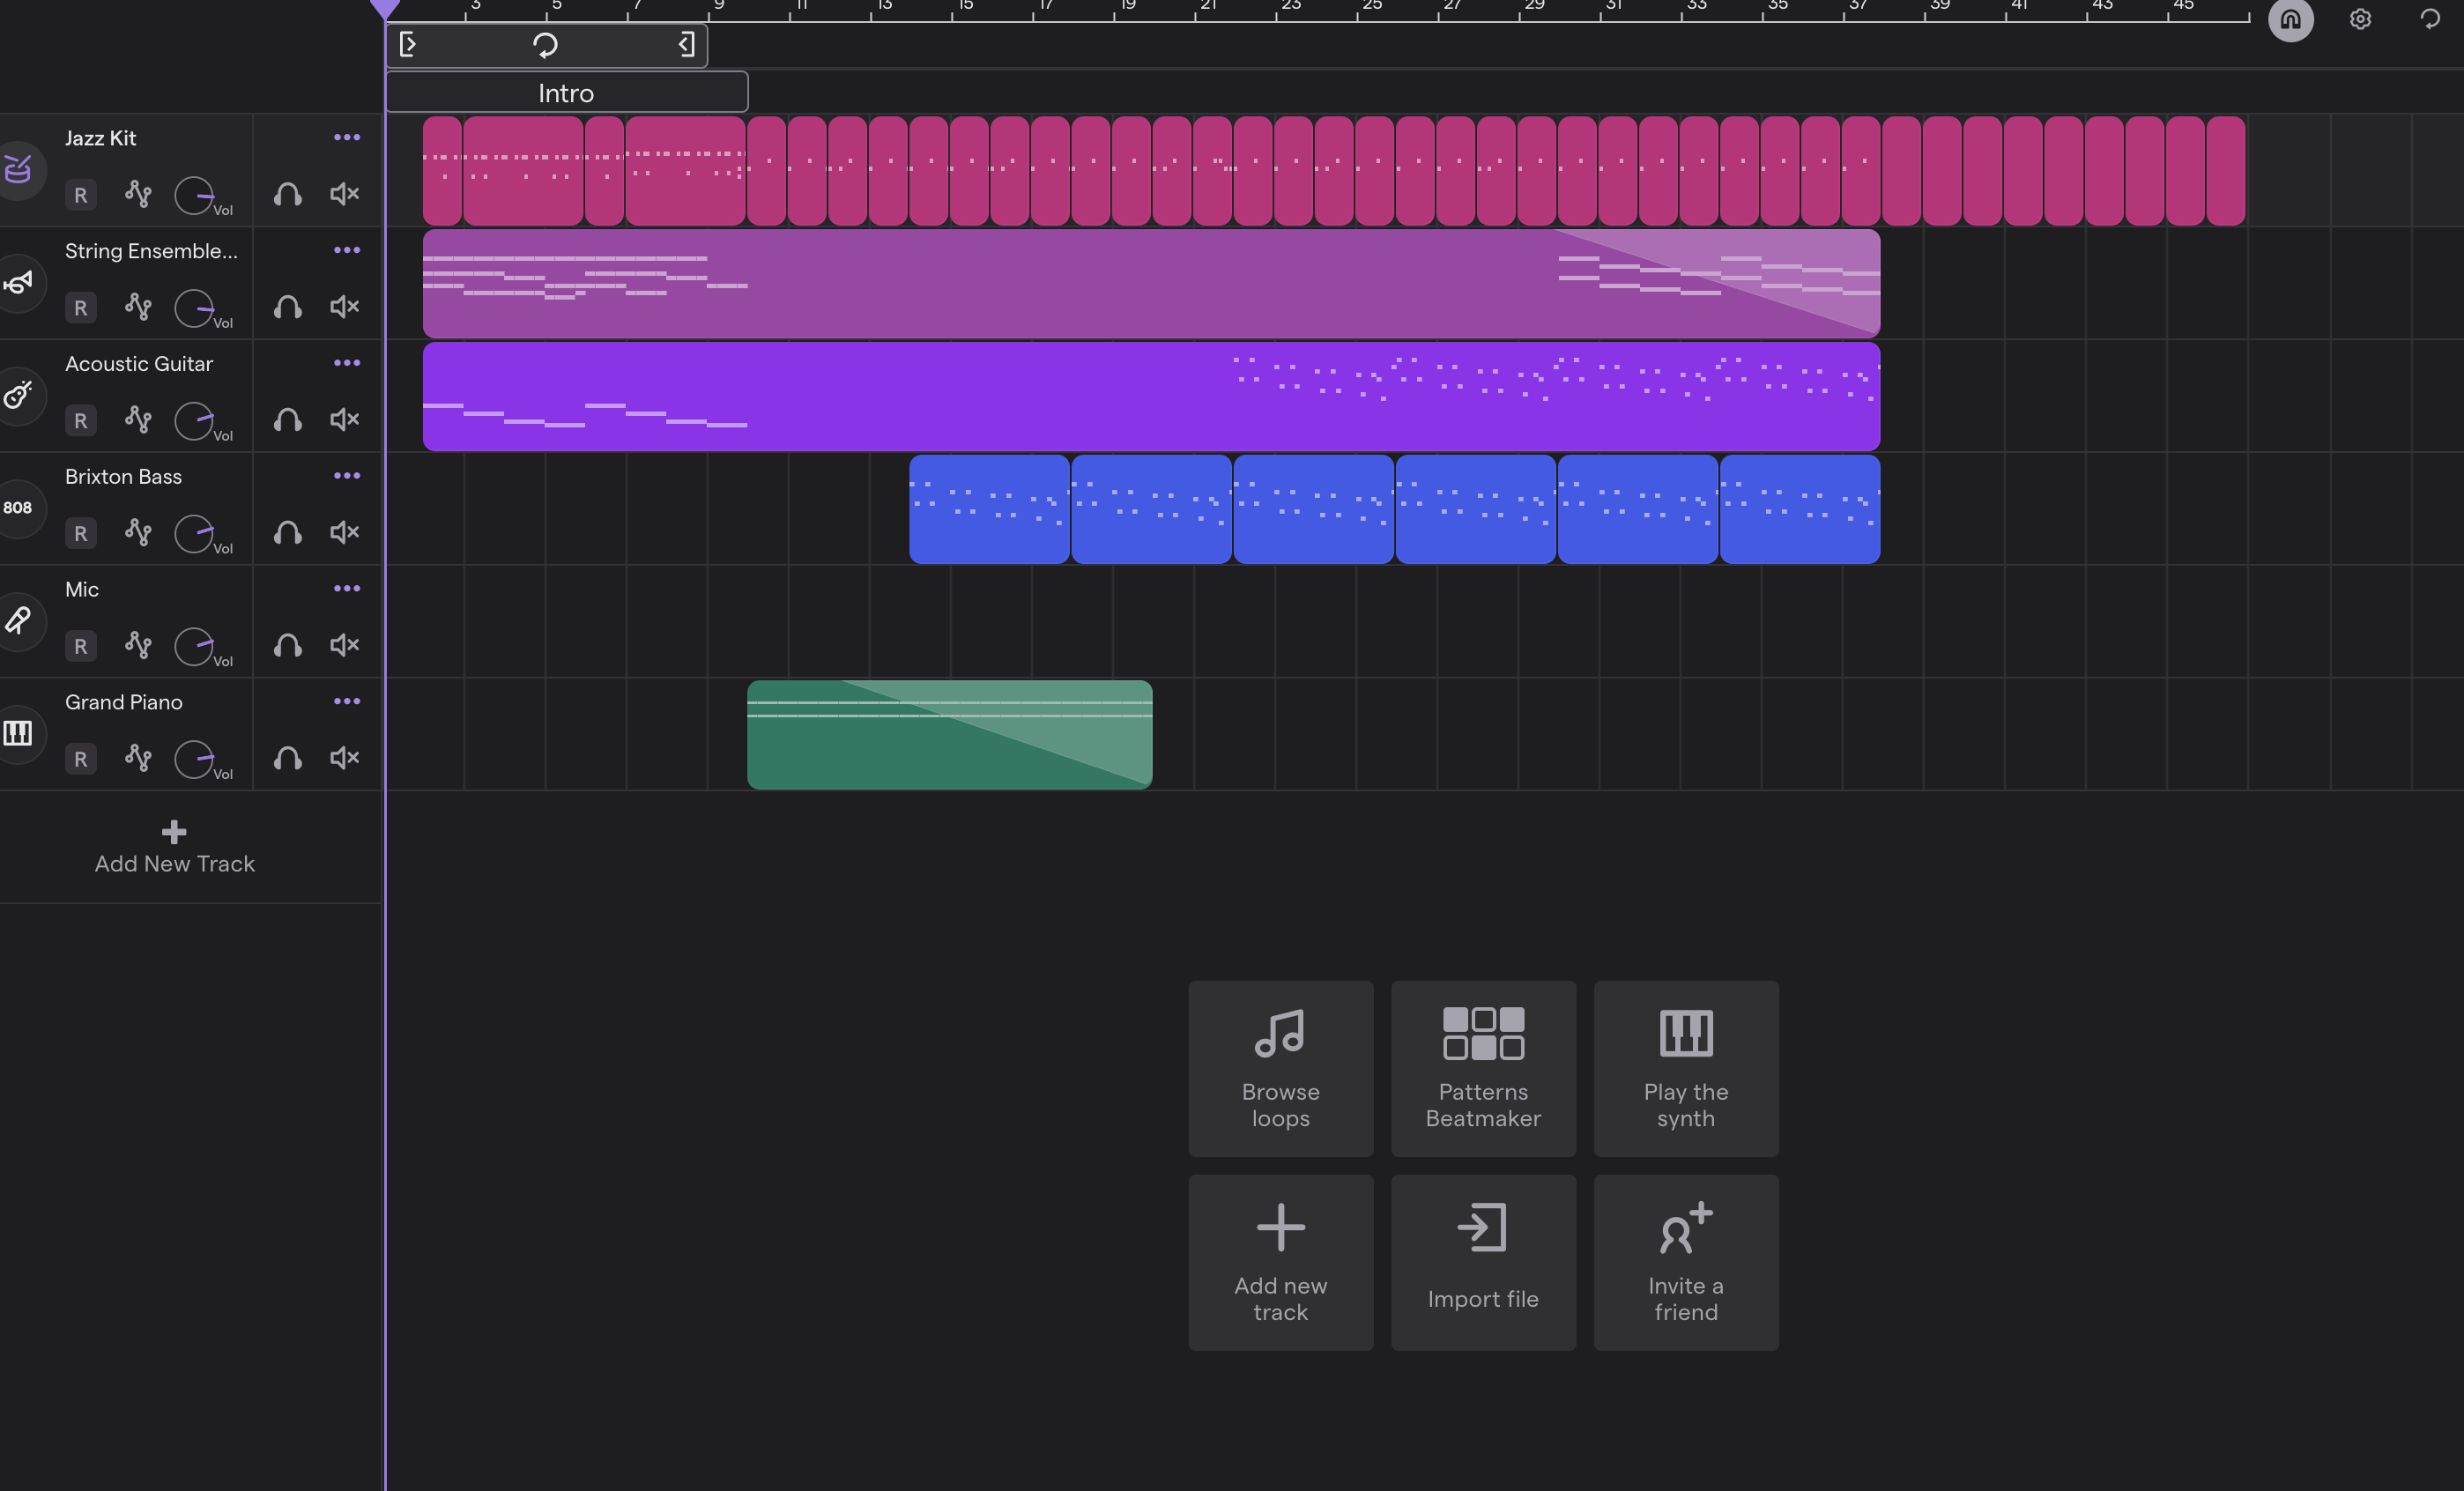 3 5 7 9 11 13 15 17 19 21 23 25 27 29 31 33 35 37 39 41 43 45
Intro
Jazz Kit
R Vol
String Ensemble...
R Vol
Acoustic Guitar
R Vol
Brixton Bass
808
R Vol
Mic
R Vol
Grand Piano
R Vol
Add New Track
Browse
loops
Patterns
Beatmaker
Play the
synth
Add new
track
Import file
Invite a
friend